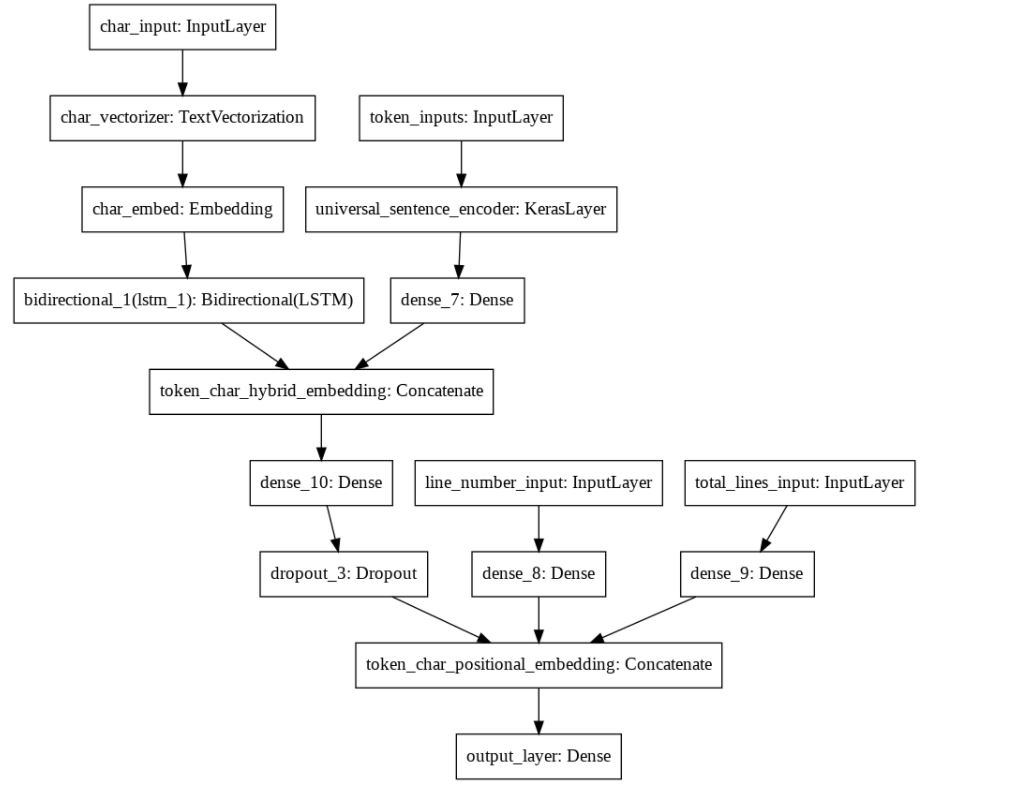 char_input: InputLayer
char_vectorizer: TextVectorization
token_inputs: InputLayer
char_embed: Embedding
universal_sentence_encoder: KerasLayer
bidirectional_1(lstm_1): Bidirectional(LSTM)
dense_7: Dense
token_char_hybrid_embedding: Concatenate
dense_10: Dense
line_number_input: InputLayer
total_lines_input: InputLayer
dropout_3: Dropout
dense_8: Dense
dense_9: Dense
token_char_positional_embedding: Concatenate
output_layer: Dense